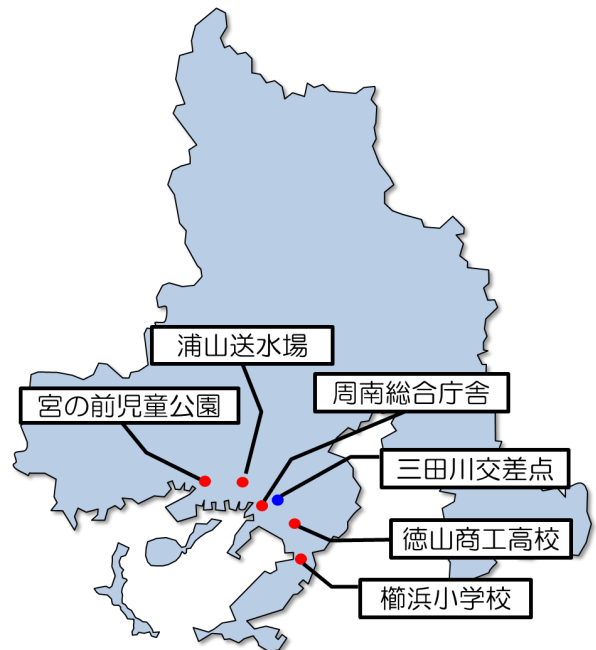 浦山送水場
周南総合庁舎
宮の前児童公園
三田川交差点
徳山商工高校
櫛浜小学校